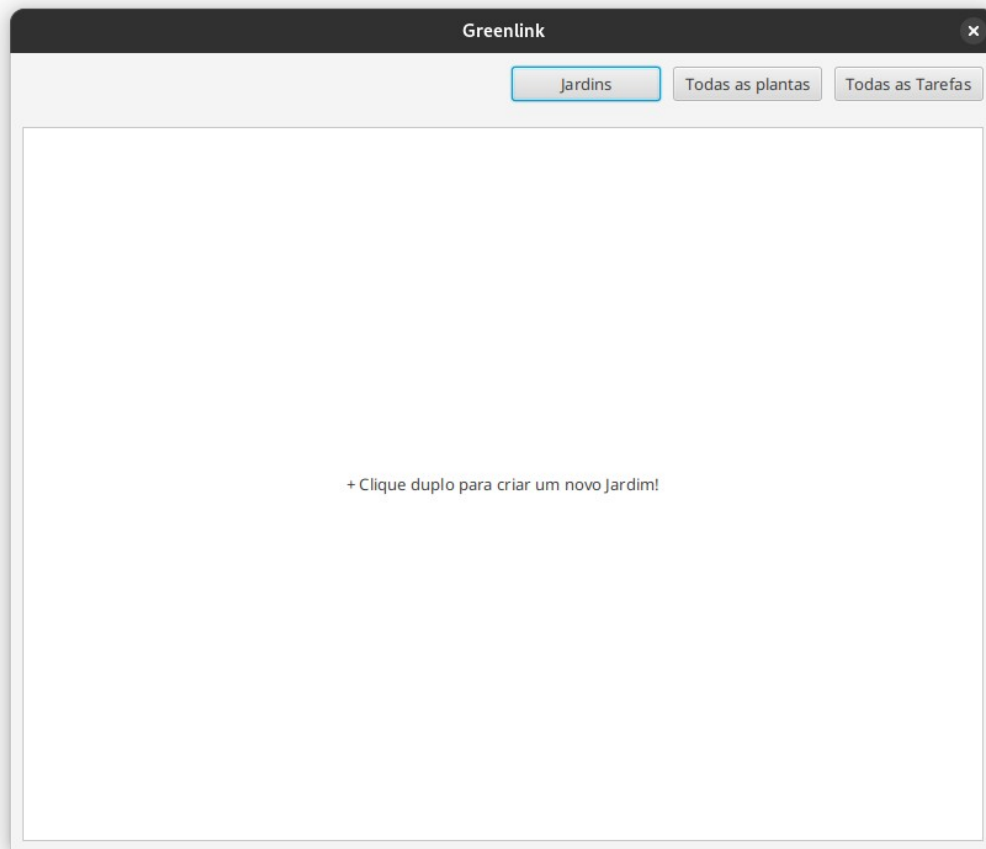 Greenlink
Jardins Todas as plantas Todas as Tarefas
+ Clique duplo para criar um novo Jardim!